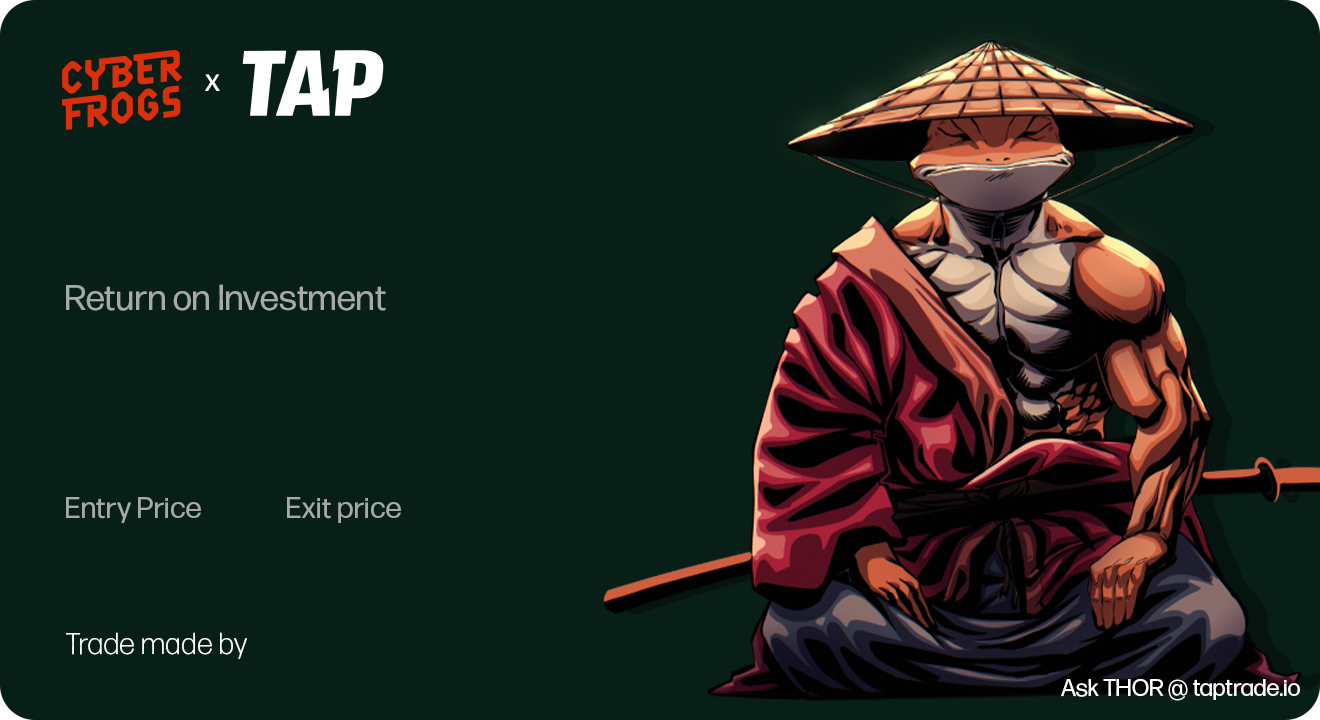 CYBER
FROGS
x
TAP
Return on Investment
Entry Price
Exit price
Trade made by
Ask THOR @ taptrade.io